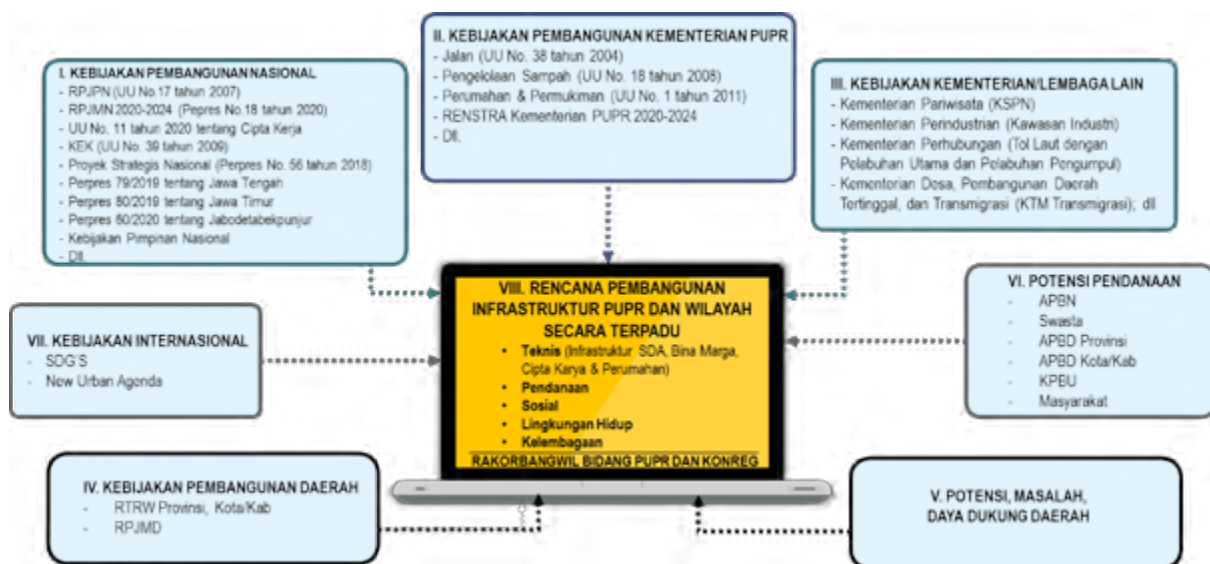 I. KEBIJAKAN PEMBANGUNAN NASIONAL
- RPJPN (UU No.17 tahun 2007)
- RPJMN 2020-2024 (Pepres No.18 tahun 2020)
- UU No. 11 tahun 2020 tentang Cipta Kerja
- KEK (UU No. 39 tahun 2009)
- Proyek Strategis Nasional (Perpres No. 56 tahun 2018)
- Perpres 79/2019 tentang Jawa Tengah
- Perpres 80/2019 tentang Jawa Timur
- Perpres 60/2020 tentang Jabodetabekpunjur
- Kebijakan Pimpinan Nasional
- Dll.
II. KEBIJAKAN PEMBANGUNAN KEMENTERIAN PUPR
- Jalan (UU No. 38 tahun 2004)
- Pengelolaan Sampah (UU No. 18 tahun 2008)
- Perumahan & Permukiman (UU No. 1 tahun 2011)
- RENSTRA Kementerian PUPR 2020-2024
- Dll.
III. KEBIJAKAN KEMENTERIAN/LEMBAGA LAIN
- Kementerian Pariwisata (KSPN)
- Kementerian Perindustrian (Kawasan Industri)
- Kementerian Perhubungan (Tol Laut dengan
Pelabuhan Utama dan Pelabuhan Pengumpul)
- Kementerian Desa, Pembangunan Daerah
Tertinggal, dan Transmigrasi (KTM Transmigrasi); dll
VII. KEBIJAKAN INTERNASIONAL
- SDG'S
- New Urban Agenda
VIII. RENCANA PEMBANGUNAN
INFRASTRUKTUR PUPR DAN WILAYAH
SECARA TERPADU
• Teknis (Infrastruktur SDA, Bina Marga,
Cipta Karya & Perumahan)
• Pendanaan
• Sosial
• Lingkungan Hidup
• Kelembagaan
RAKORBANGWIL BIDANG PUPR DAN KONREG
VI. POTENSI PENDANAAN
- APBN
- Swasta
- APBD Provinsi
- APBD Kota/Kab
- KPBU
- Masyarakat
IV. KEBIJAKAN PEMBANGUNAN DAERAH
- RTRW Provinsi, Kota/Kab
- RPJMD
V. POTENSI, MASALAH,
DAYA DUKUNG DAERAH